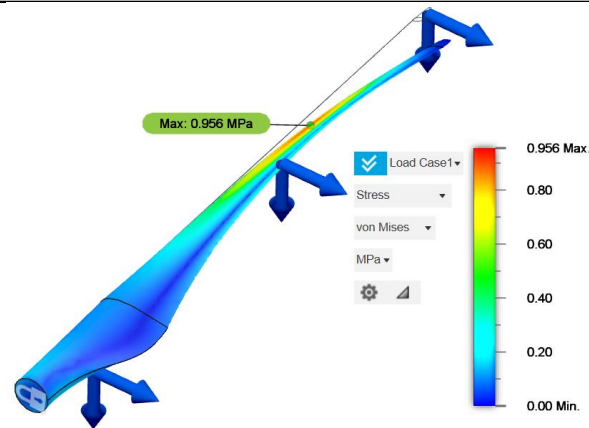 Max: 0.956 MPa
Load Case1
Stress
von Mises
MPa
0.956 Max.
0.80
0.60
0.40
0.20
0.00 Min.